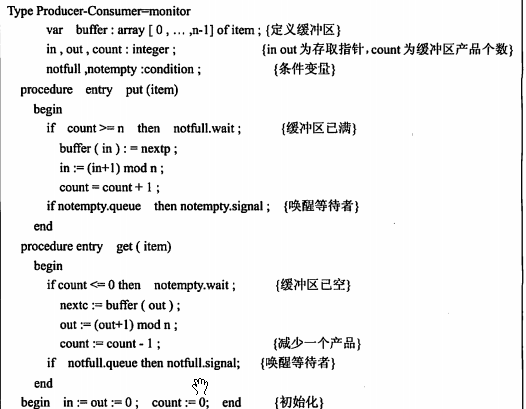 Type Producer-Consumer=monitor
var buffer : array [ 0 , … ,n-1] of item ; {定义缓冲区}
in , out , count : integer ; {in out 为存取指针，count 为缓冲区产品个数}
notfull ,notempty :condition ; {条件变量}
procedure entry put (item)
begin
if count >= n then notfull.wait ; {缓冲区已满}
buffer ( in ) : = nextp ;
in := (in+1) mod n ;
count = count + 1 ;
if notempty.queue then notempty.signal ; {唤醒等待者}
end
procedure entry get ( item)
begin
if count <= 0 then notempty.wait ; {缓冲区已空}
nextc := buffer ( out ) ;
out := (out+1) mod n ;
count := count - 1 ; {减少一个产品}
if notfull.queue then notfull.signal; {唤醒等待者}
end
begin in := out := 0 ; count := 0; end {初始化}